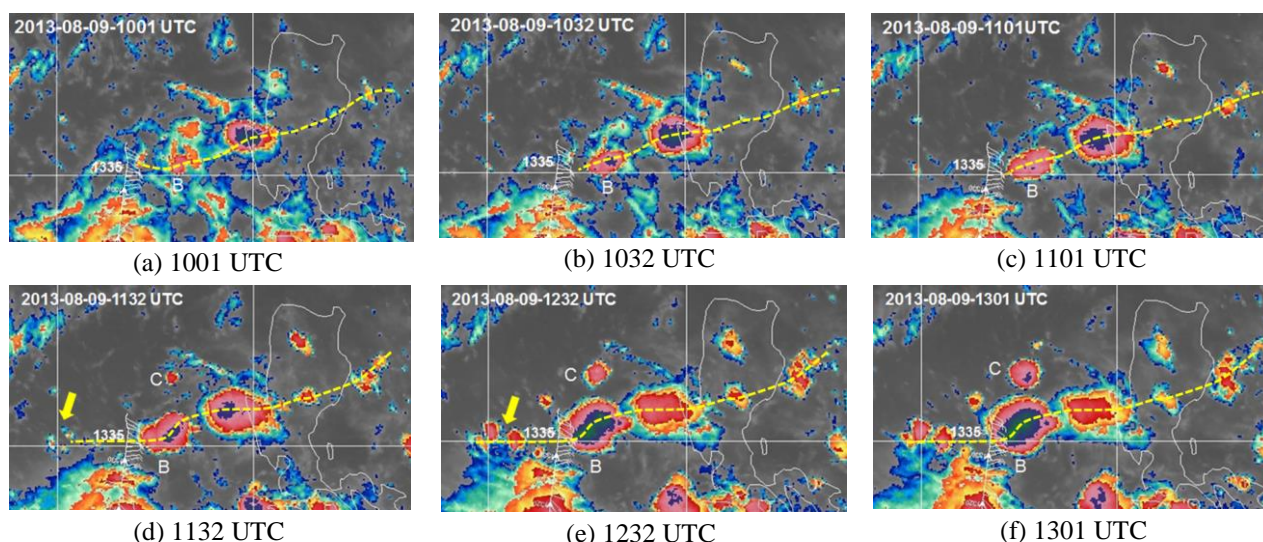 2013-08-09-1001 UTC
1335
B
2013-08-09-1032 UTC
1335
B
2013-08-09-1101UTC
1335
B
(a) 1001 UTC
(b) 1032 UTC
(c) 1101 UTC
2013-08-09-1132 UTC
C
1335
B
2013-08-09-1232 UTC
C
1335
B
2013-08-09-1301 UTC
C
1335
B
(d) 1132 UTC
(e) 1232 UTC
(f) 1301 UTC